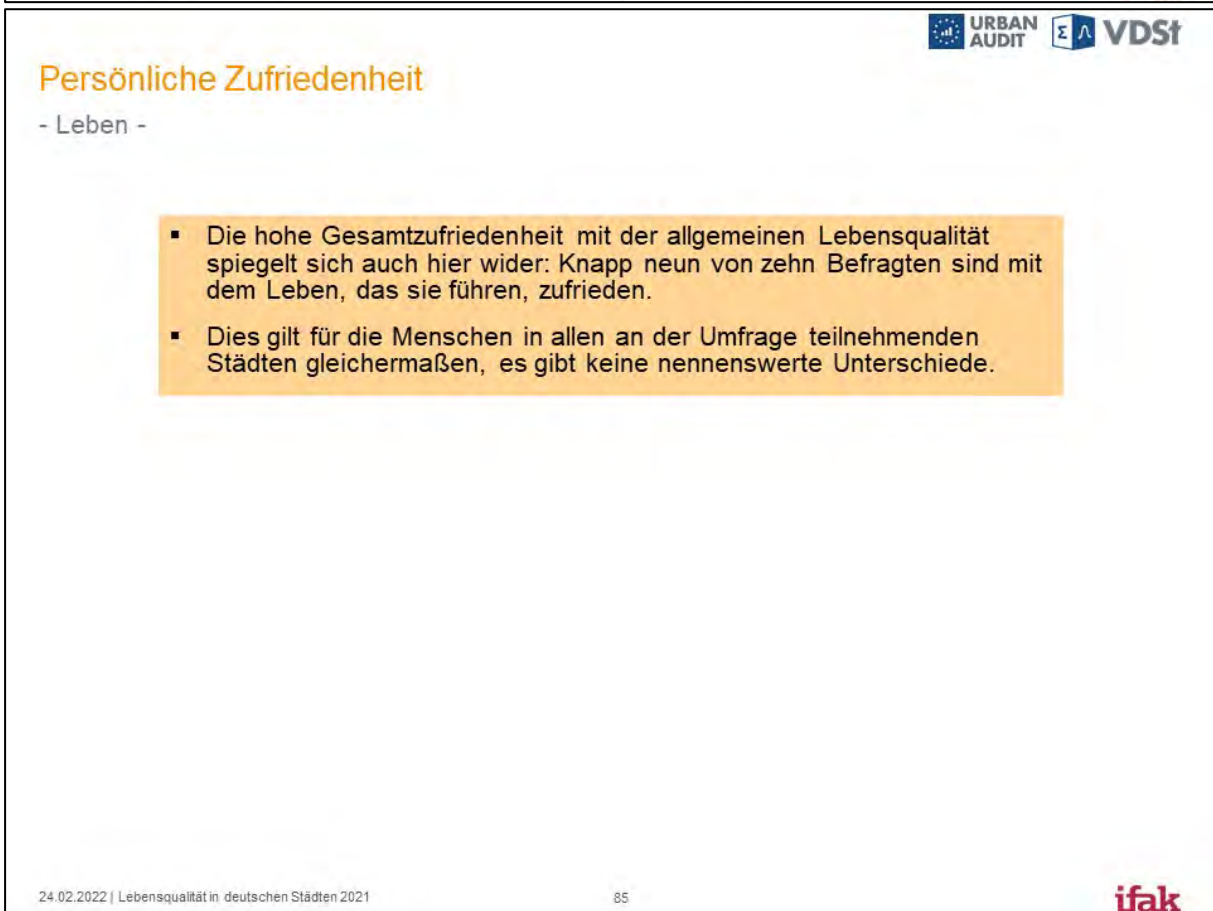 URBAN
AUDIT
Σ Λ VDSt
Persönliche Zufriedenheit
- Leben -
▪ Die hohe Gesamtzufriedenheit mit der allgemeinen Lebensqualität
spiegelt sich auch hier wider: Knapp neun von zehn Befragten sind mit
dem Leben, das sie führen, zufrieden.
▪ Dies gilt für die Menschen in allen an der Umfrage teilnehmenden
Städten gleichermaßen, es gibt keine nennenswerte Unterschiede.
24.02.2022 | Lebensqualität in deutschen Städten 2021
85
ifak